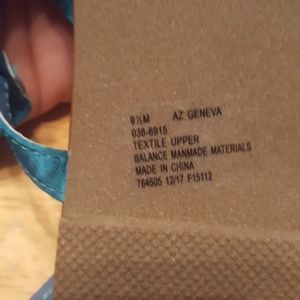 9½M AZ GENEVA
038-6915
TEXTILE UPPER
BALANCE MANMADE MATERIALS
MADE IN CHINA
764605 12/17 F15112